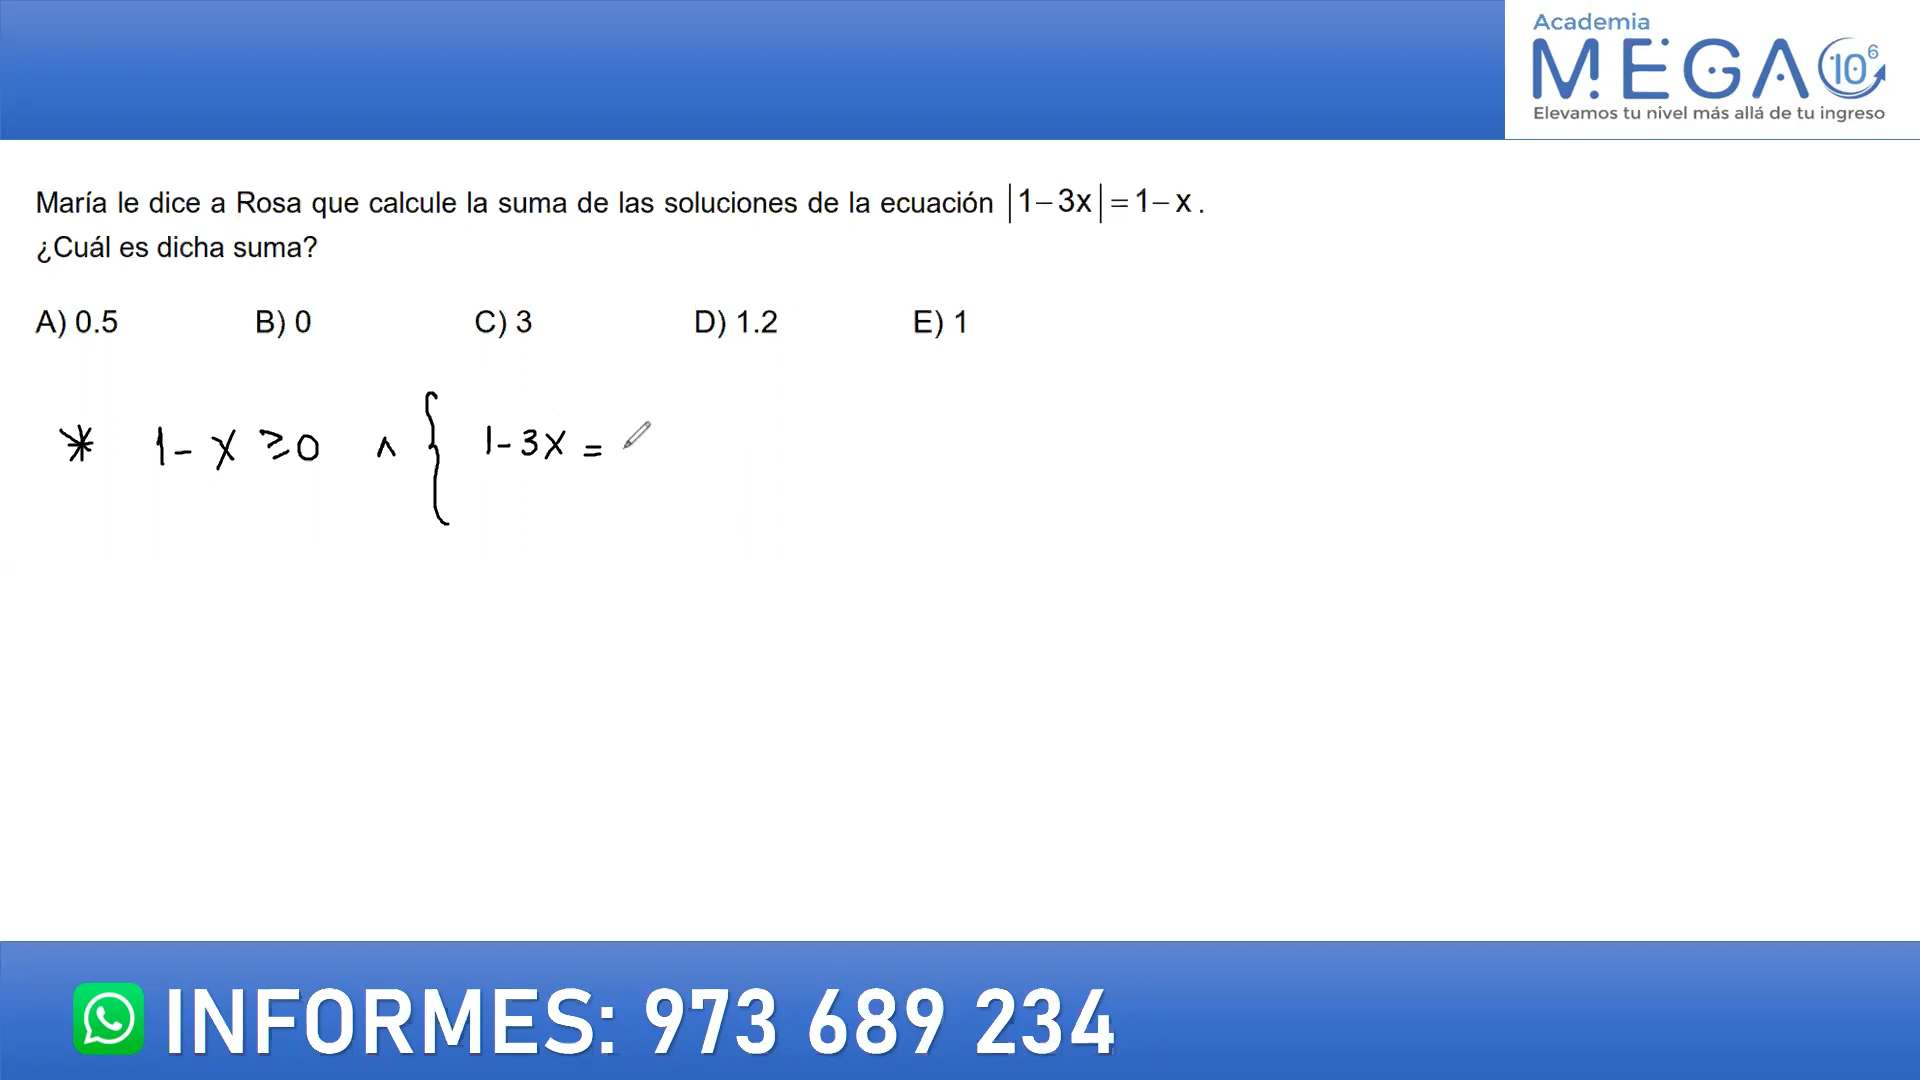 Academia
MEGA 10⁶
Elevamos tu nivel más allá de tu ingreso
María le dice a Rosa que calcule la suma de las soluciones de la ecuación |1−3x|=1−x.
¿Cuál es dicha suma?
A) 0.5 B) 0 C) 3 D) 1.2 E) 1
* 1-x ≥0 ∧ { 1-3x =
INFORMES: 973 689 234